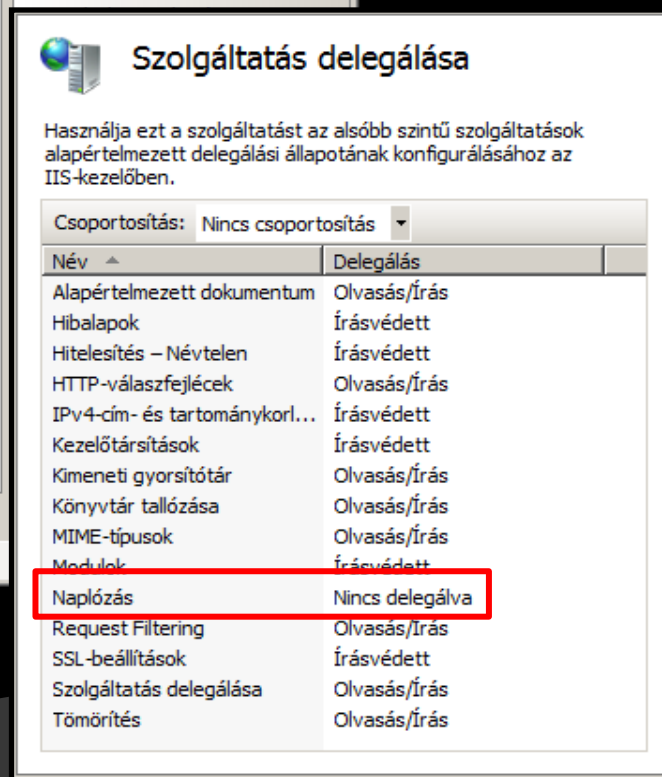 Szolgáltatás delegálása
Használja ezt a szolgáltatást az alsóbb szintű szolgáltatások
alapértelmezett delegálási állapotának konfigurálásához az
IIS-kezelőben.
Csoportosítás: Nincs csoportosítás
Név Delegálás
Alapértelmezett dokumentum Olvasás/Írás
Hibalapok Írásvédett
Hitelesítés – Névtelen Írásvédett
HTTP-válaszfejlécek Olvasás/Írás
IPv4-cím- és tartománykorl... Írásvédett
Kezelőtársítások Írásvédett
Kimeneti gyorsítótár Olvasás/Írás
Könyvtár tallózása Olvasás/Írás
MIME-típusok Olvasás/Írás
Modulok Írásvédett
Naplózás Nincs delegálva
Request Filtering Olvasás/Írás
SSL-beállítások Írásvédett
Szolgáltatás delegálása Olvasás/Írás
Tömörítés Olvasás/Írás